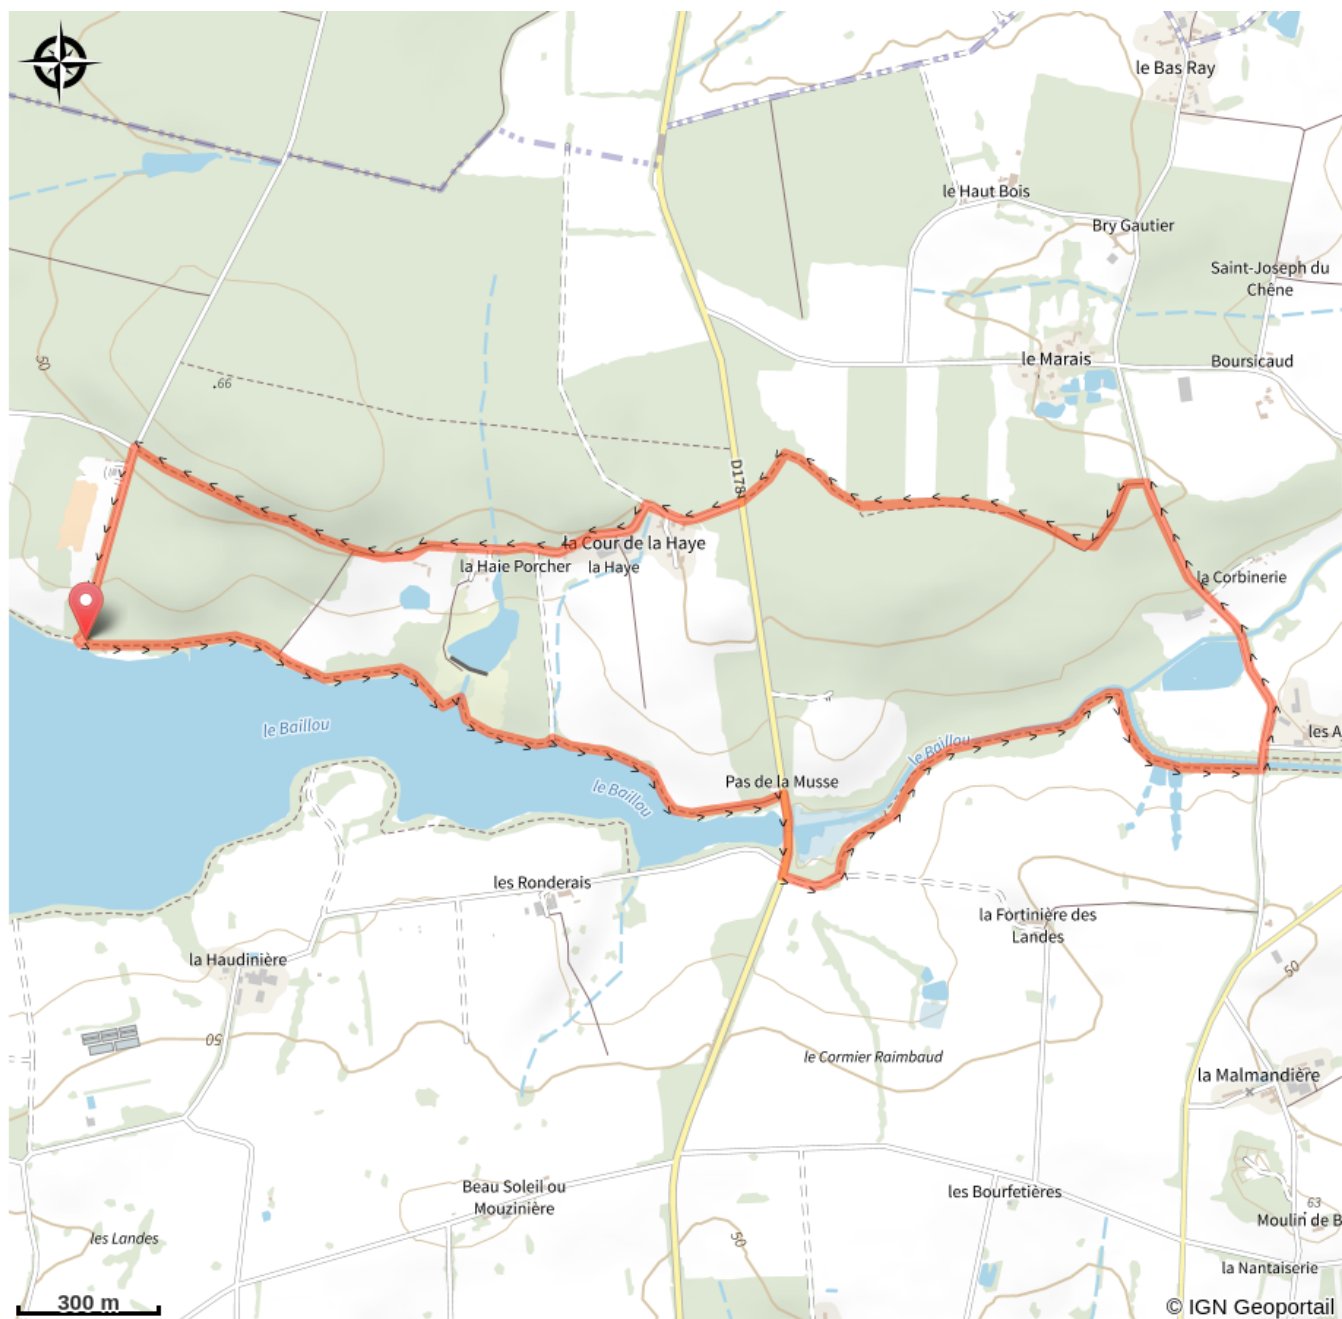 le Bas Ray
le Haut Bois
Bry Gautier
Saint-Joseph du
Chêne
50
66
le Marais
Boursicaud
D178
la Cour de la Haye
la Haie Porcher
la Haye
la Corbinerie
le Baillou
le Baillou
le Baillou
les A
Pas de la Musse
les Ronderais
la Fortinière des
Landes
la Haudinière
50
50
le Cormier Raimbaud
la Malmandière
Beau Soleil ou
Mouzinière
les Bourfetières
63
Moulin de B
les Landes
50
la Nantaiserie
300 m
© IGN Geoportail